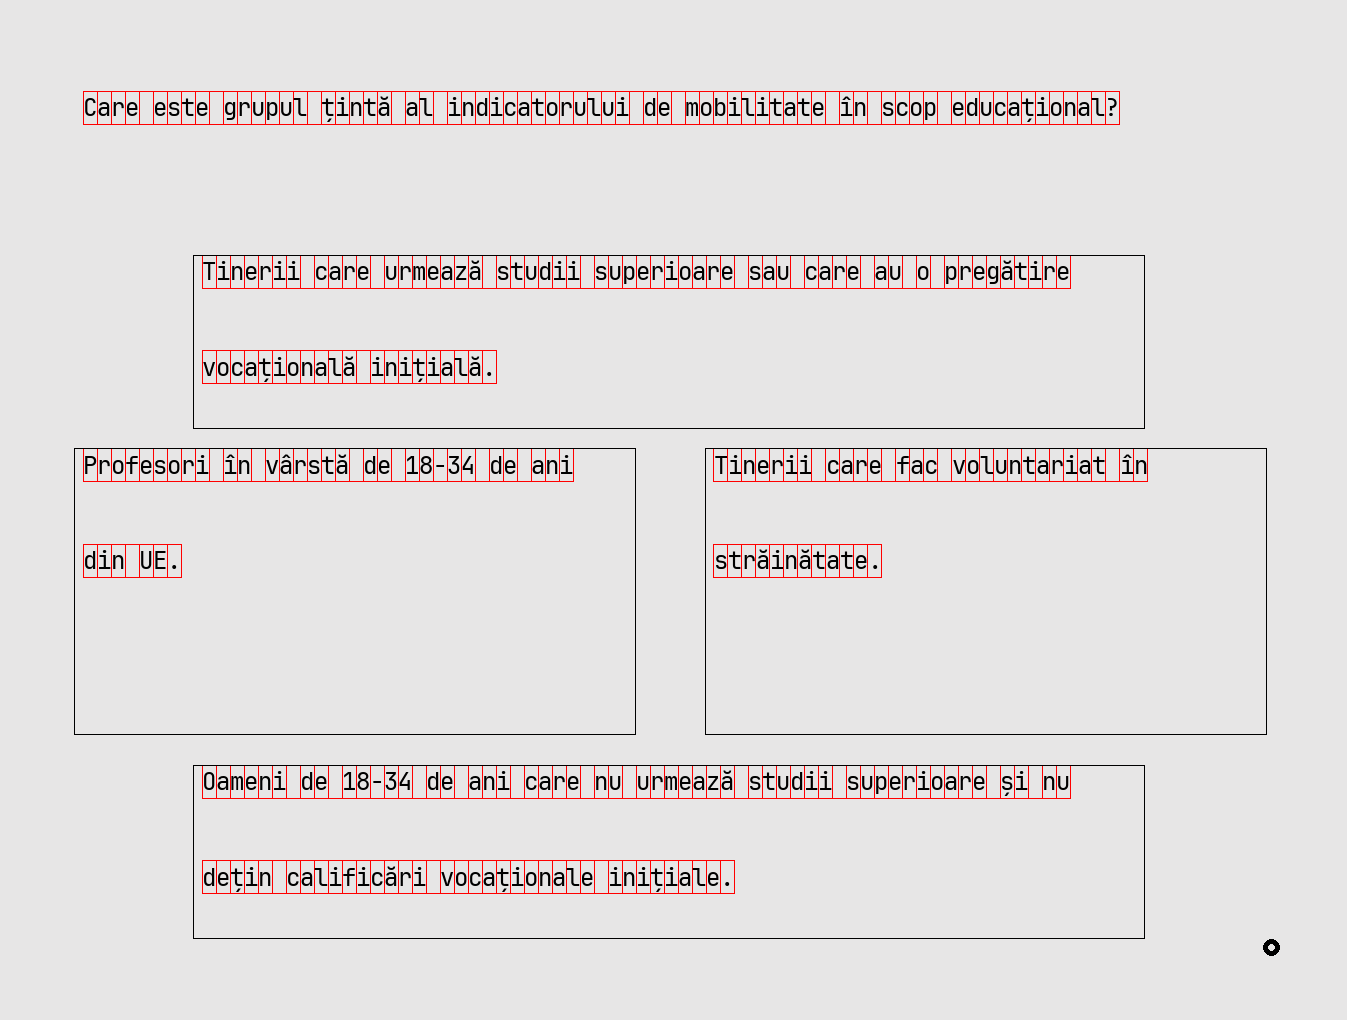 Care este grupul țintă al indicatorului de mobilitate în scop educațional?
Tinerii care urmează studii superioare sau care au o pregătire
vocațională inițială.
Profesori în vârstă de 18-34 de ani
din UE.
Tinerii care fac voluntariat în
străinătate.
Oameni de 18-34 de ani care nu urmează studii superioare și nu
dețin calificări vocaționale inițiale.